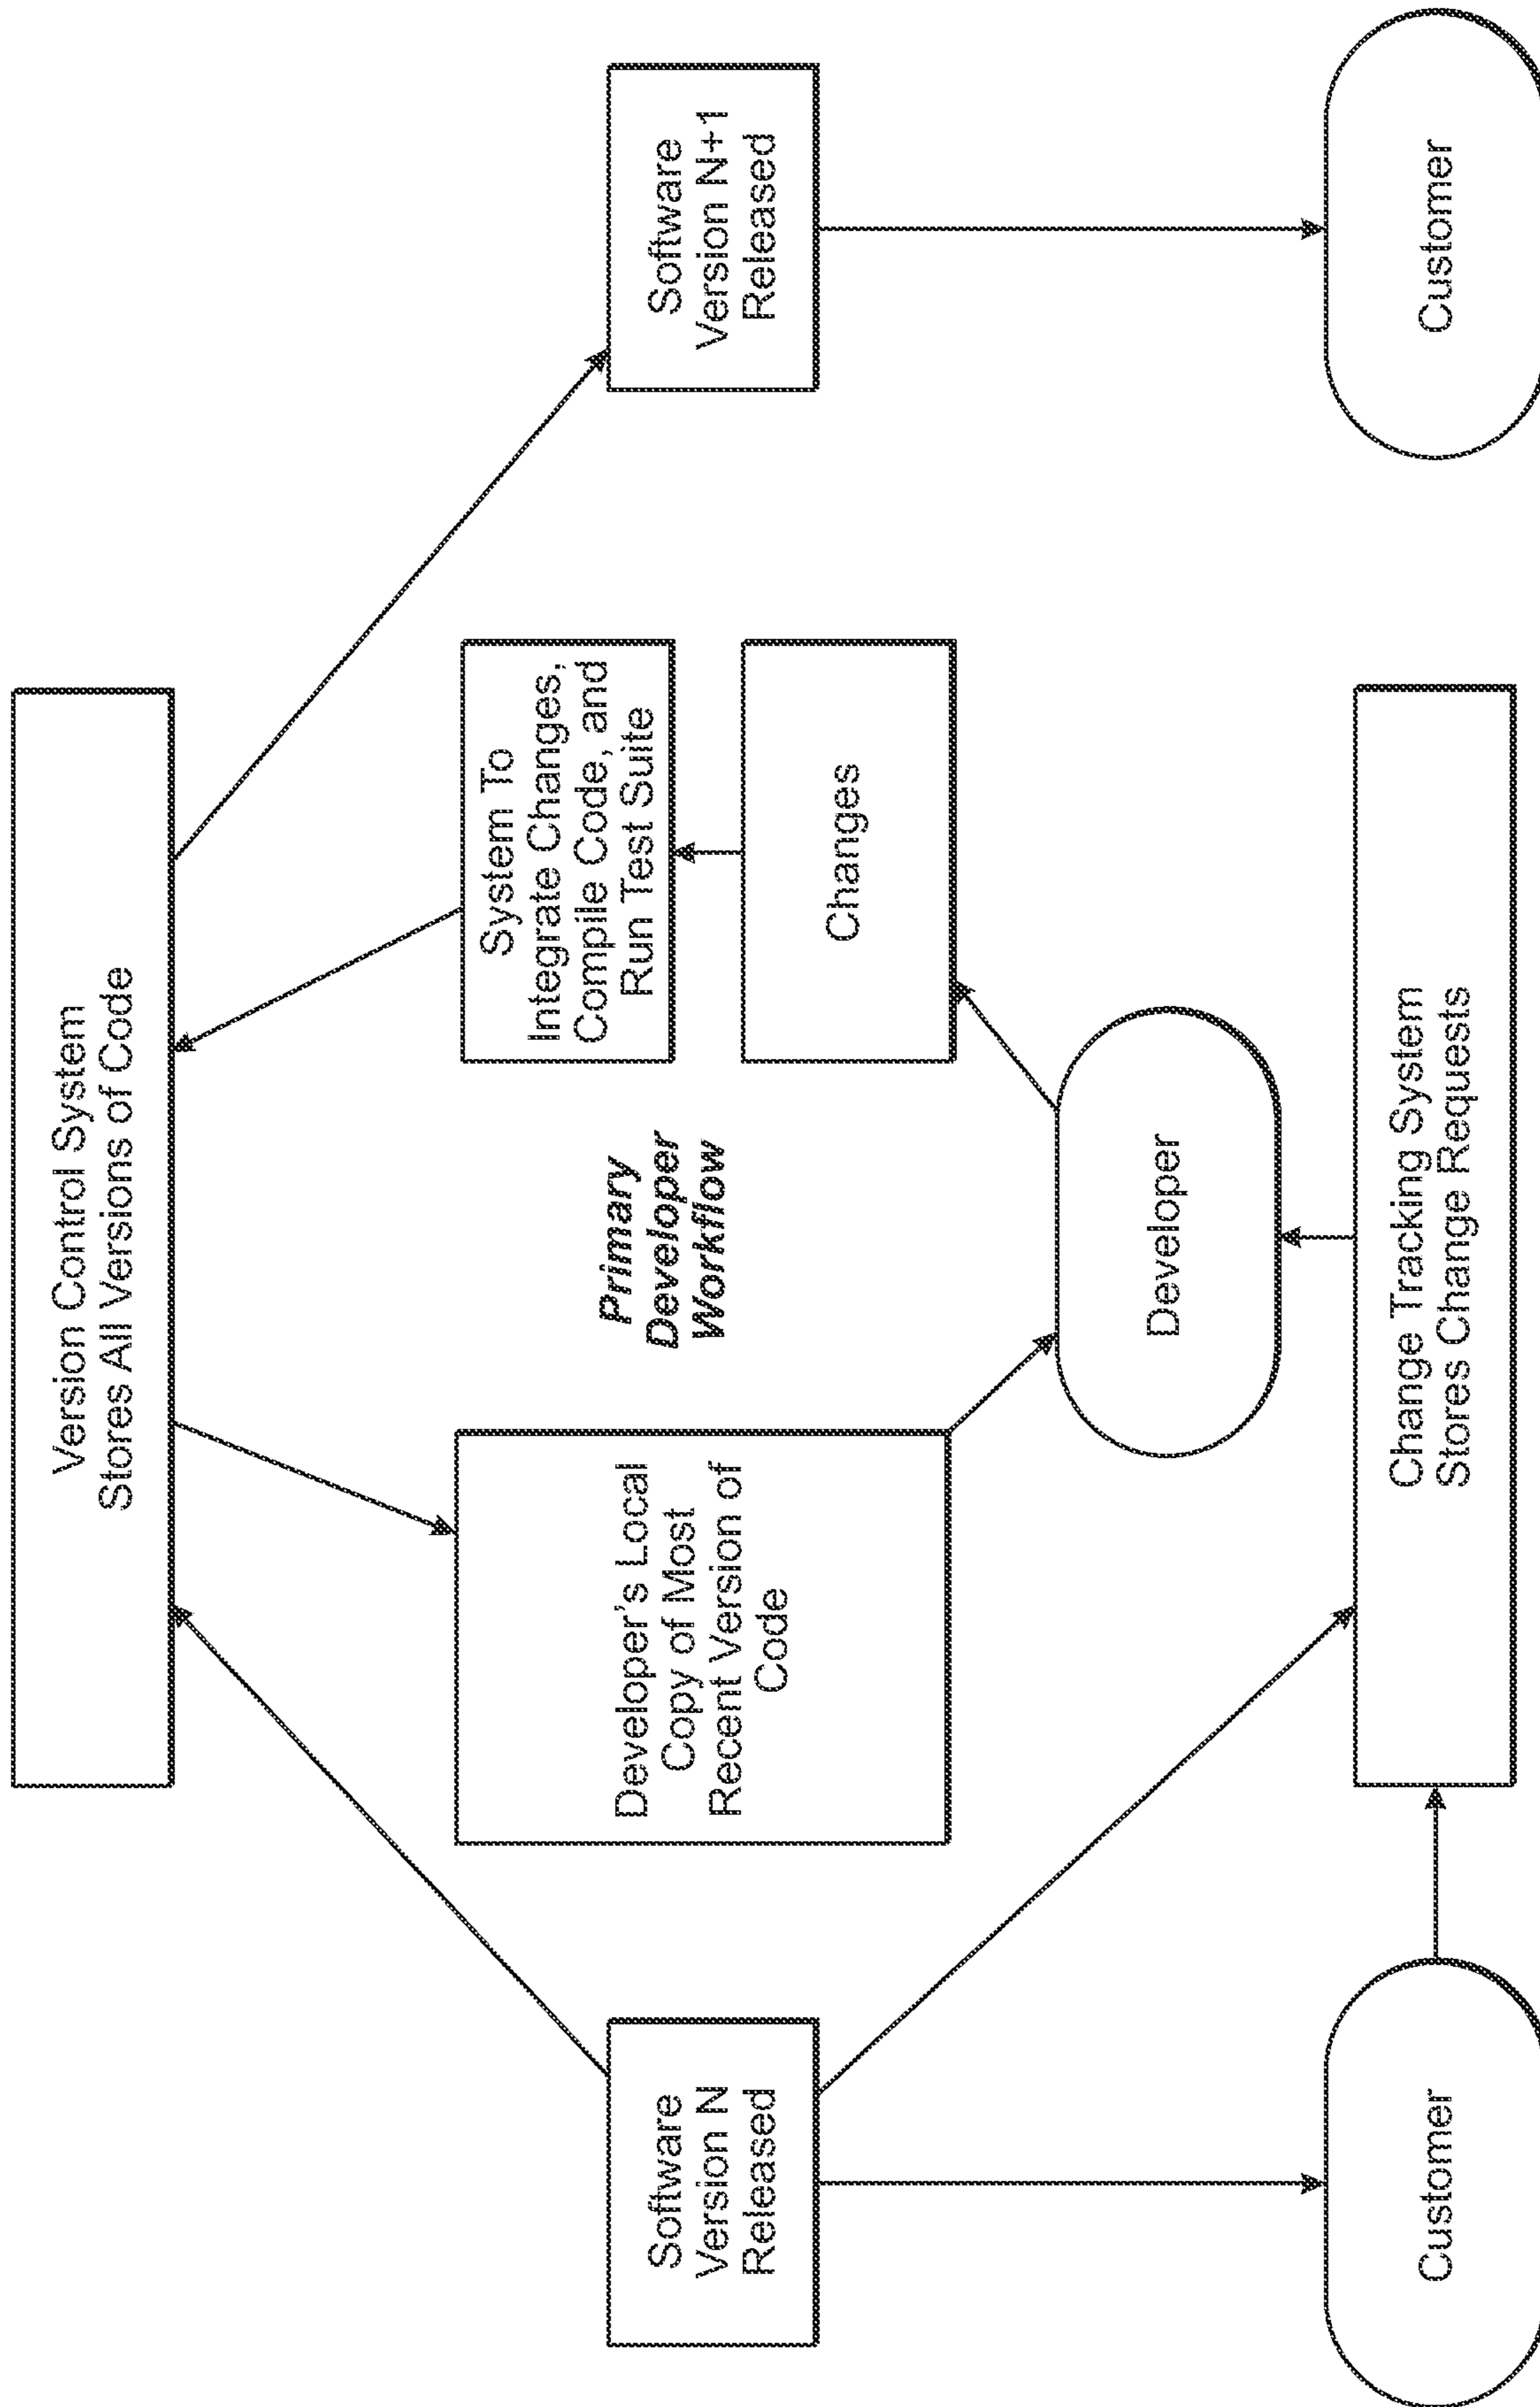 Version Control System
Stores All Versions of Code
Software
Version N
Released
Developer's Local
Copy of Most
Recent Version of
Code
Primary
Developer
Workflow
System To
Integrate Changes,
Compile Code, and
Run Test Suite
Changes
Software
Version N+1
Released
Developer
Customer
Change Tracking System
Stores Change Requests
Customer